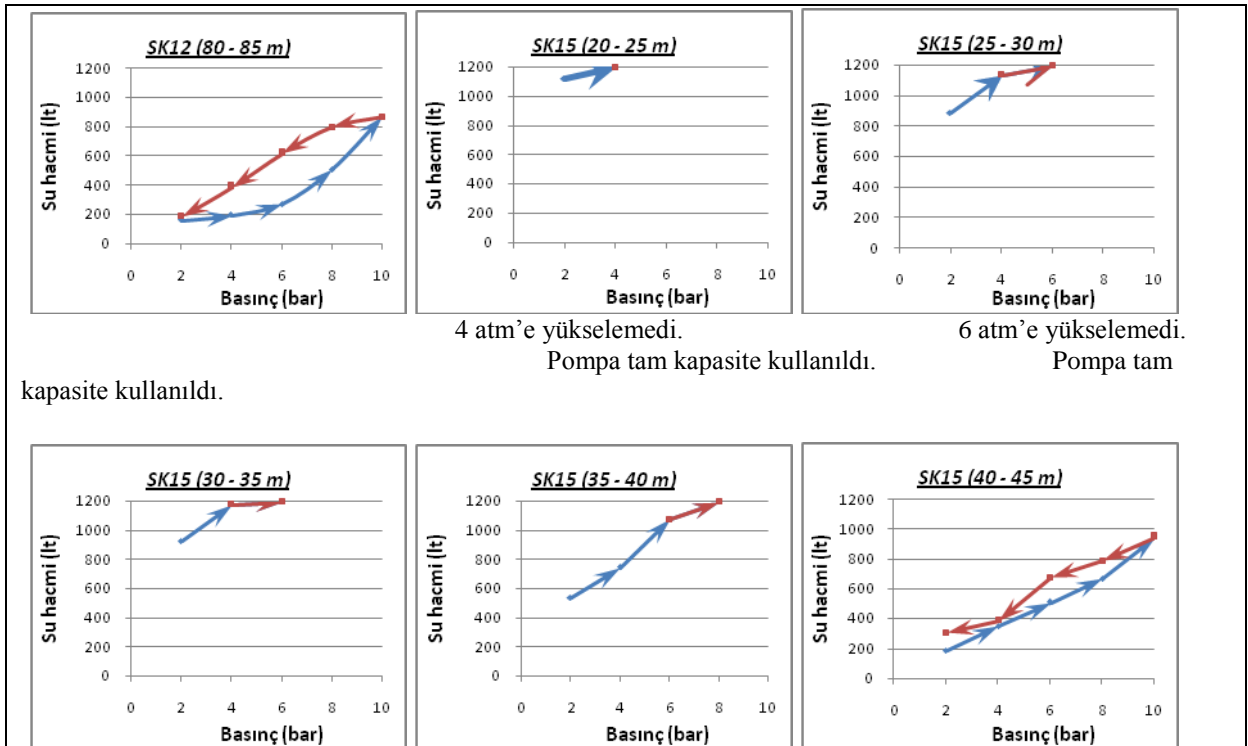 SK12 (80 - 85 m)
1200
1000
800
600
400
200
0
0 2 4 6 8 10
Su hacmi (lt)
Basınç (bar)
SK15 (20 - 25 m)
1200
1000
800
600
400
200
0
0 2 4 6 8 10
Su hacmi (lt)
Basınç (bar)
SK15 (25 - 30 m)
1200
1000
800
600
400
200
0
0 2 4 6 8 10
Su hacmi (lt)
Basınç (bar)
4 atm’e yükselemedi. 6 atm’e yükselemedi.
Pompa tam kapasite kullanıldı. Pompa tam
kapasite kullanıldı.
SK15 (30 - 35 m)
1200
1000
800
600
400
200
0
0 2 4 6 8 10
Su hacmi (lt)
Basınç (bar)
SK15 (35 - 40 m)
1200
1000
800
600
400
200
0
0 2 4 6 8 10
Su hacmi (lt)
Basınç (bar)
SK15 (40 - 45 m)
1200
1000
800
600
400
200
0
0 2 4 6 8 10
Su hacmi (lt)
Basınç (bar)